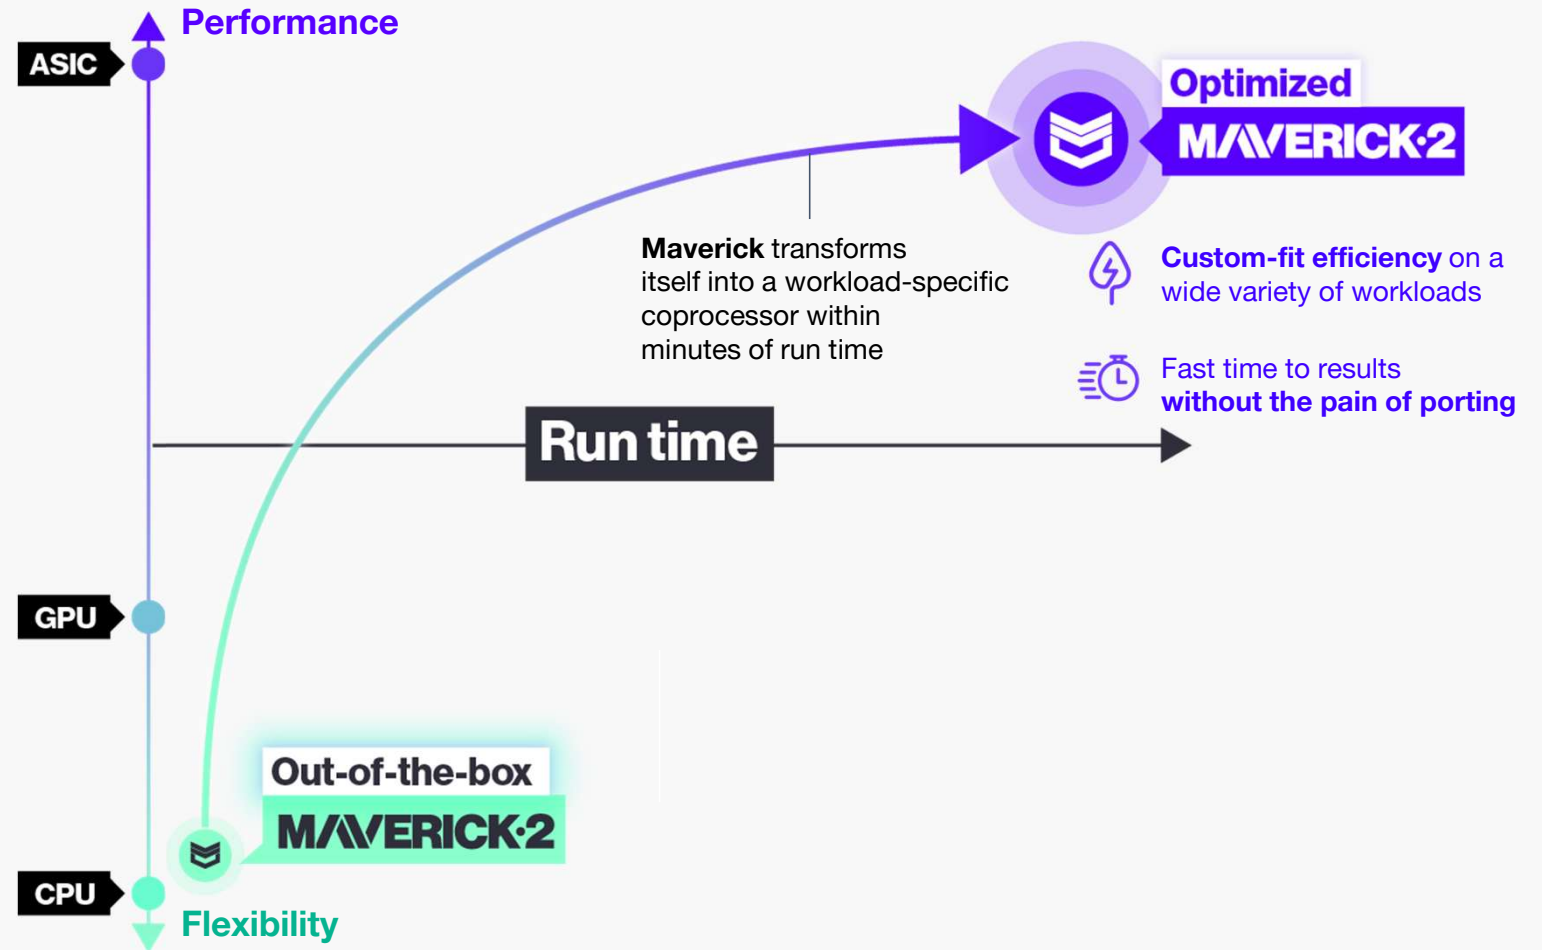 Performance
ASIC
Optimized
MAVERICK·2
Maverick transforms
itself into a workload-specific
coprocessor within
minutes of run time
Custom-fit efficiency on a
wide variety of workloads
Fast time to results
without the pain of porting
Run time
GPU
Out-of-the-box
MAVERICK·2
CPU
Flexibility